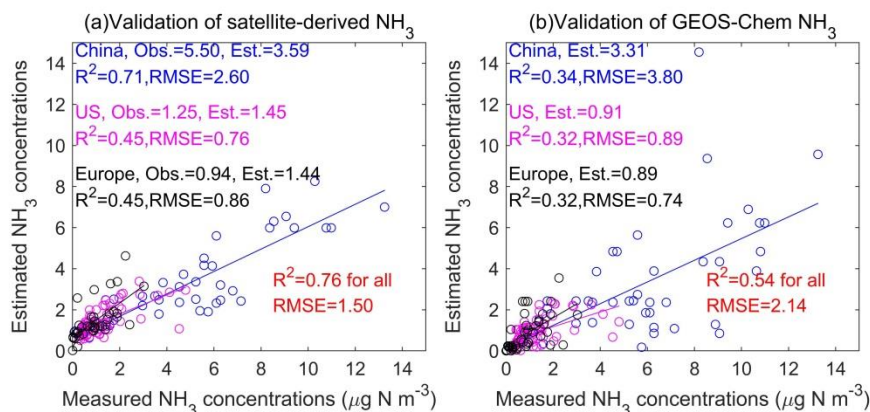 (a)Validation of satellite-derived NH3
China, Obs.=5.50, Est.=3.59
R2=0.71,RMSE=2.60
US, Obs.=1.25, Est.=1.45
R2=0.45,RMSE=0.76
Europe, Obs.=0.94, Est.=1.44
R2=0.45,RMSE=0.86
R2=0.76 for all
RMSE=1.50
14
12
10
8
6
4
2
0
0 2 4 6 8 10 12 14
Estimated NH3 concentrations
Measured NH3 concentrations (μg N m-3)
(b)Validation of GEOS-Chem NH3
China, Est.=3.31
R2=0.34,RMSE=3.80
US, Est.=0.91
R2=0.32,RMSE=0.89
Europe, Est.=0.89
R2=0.32,RMSE=0.74
R2=0.54 for all
RMSE=2.14
14
12
10
8
6
4
2
0
0 2 4 6 8 10 12 14
Estimated NH3 concentrations
Measured NH3 concentrations (μg N m-3)